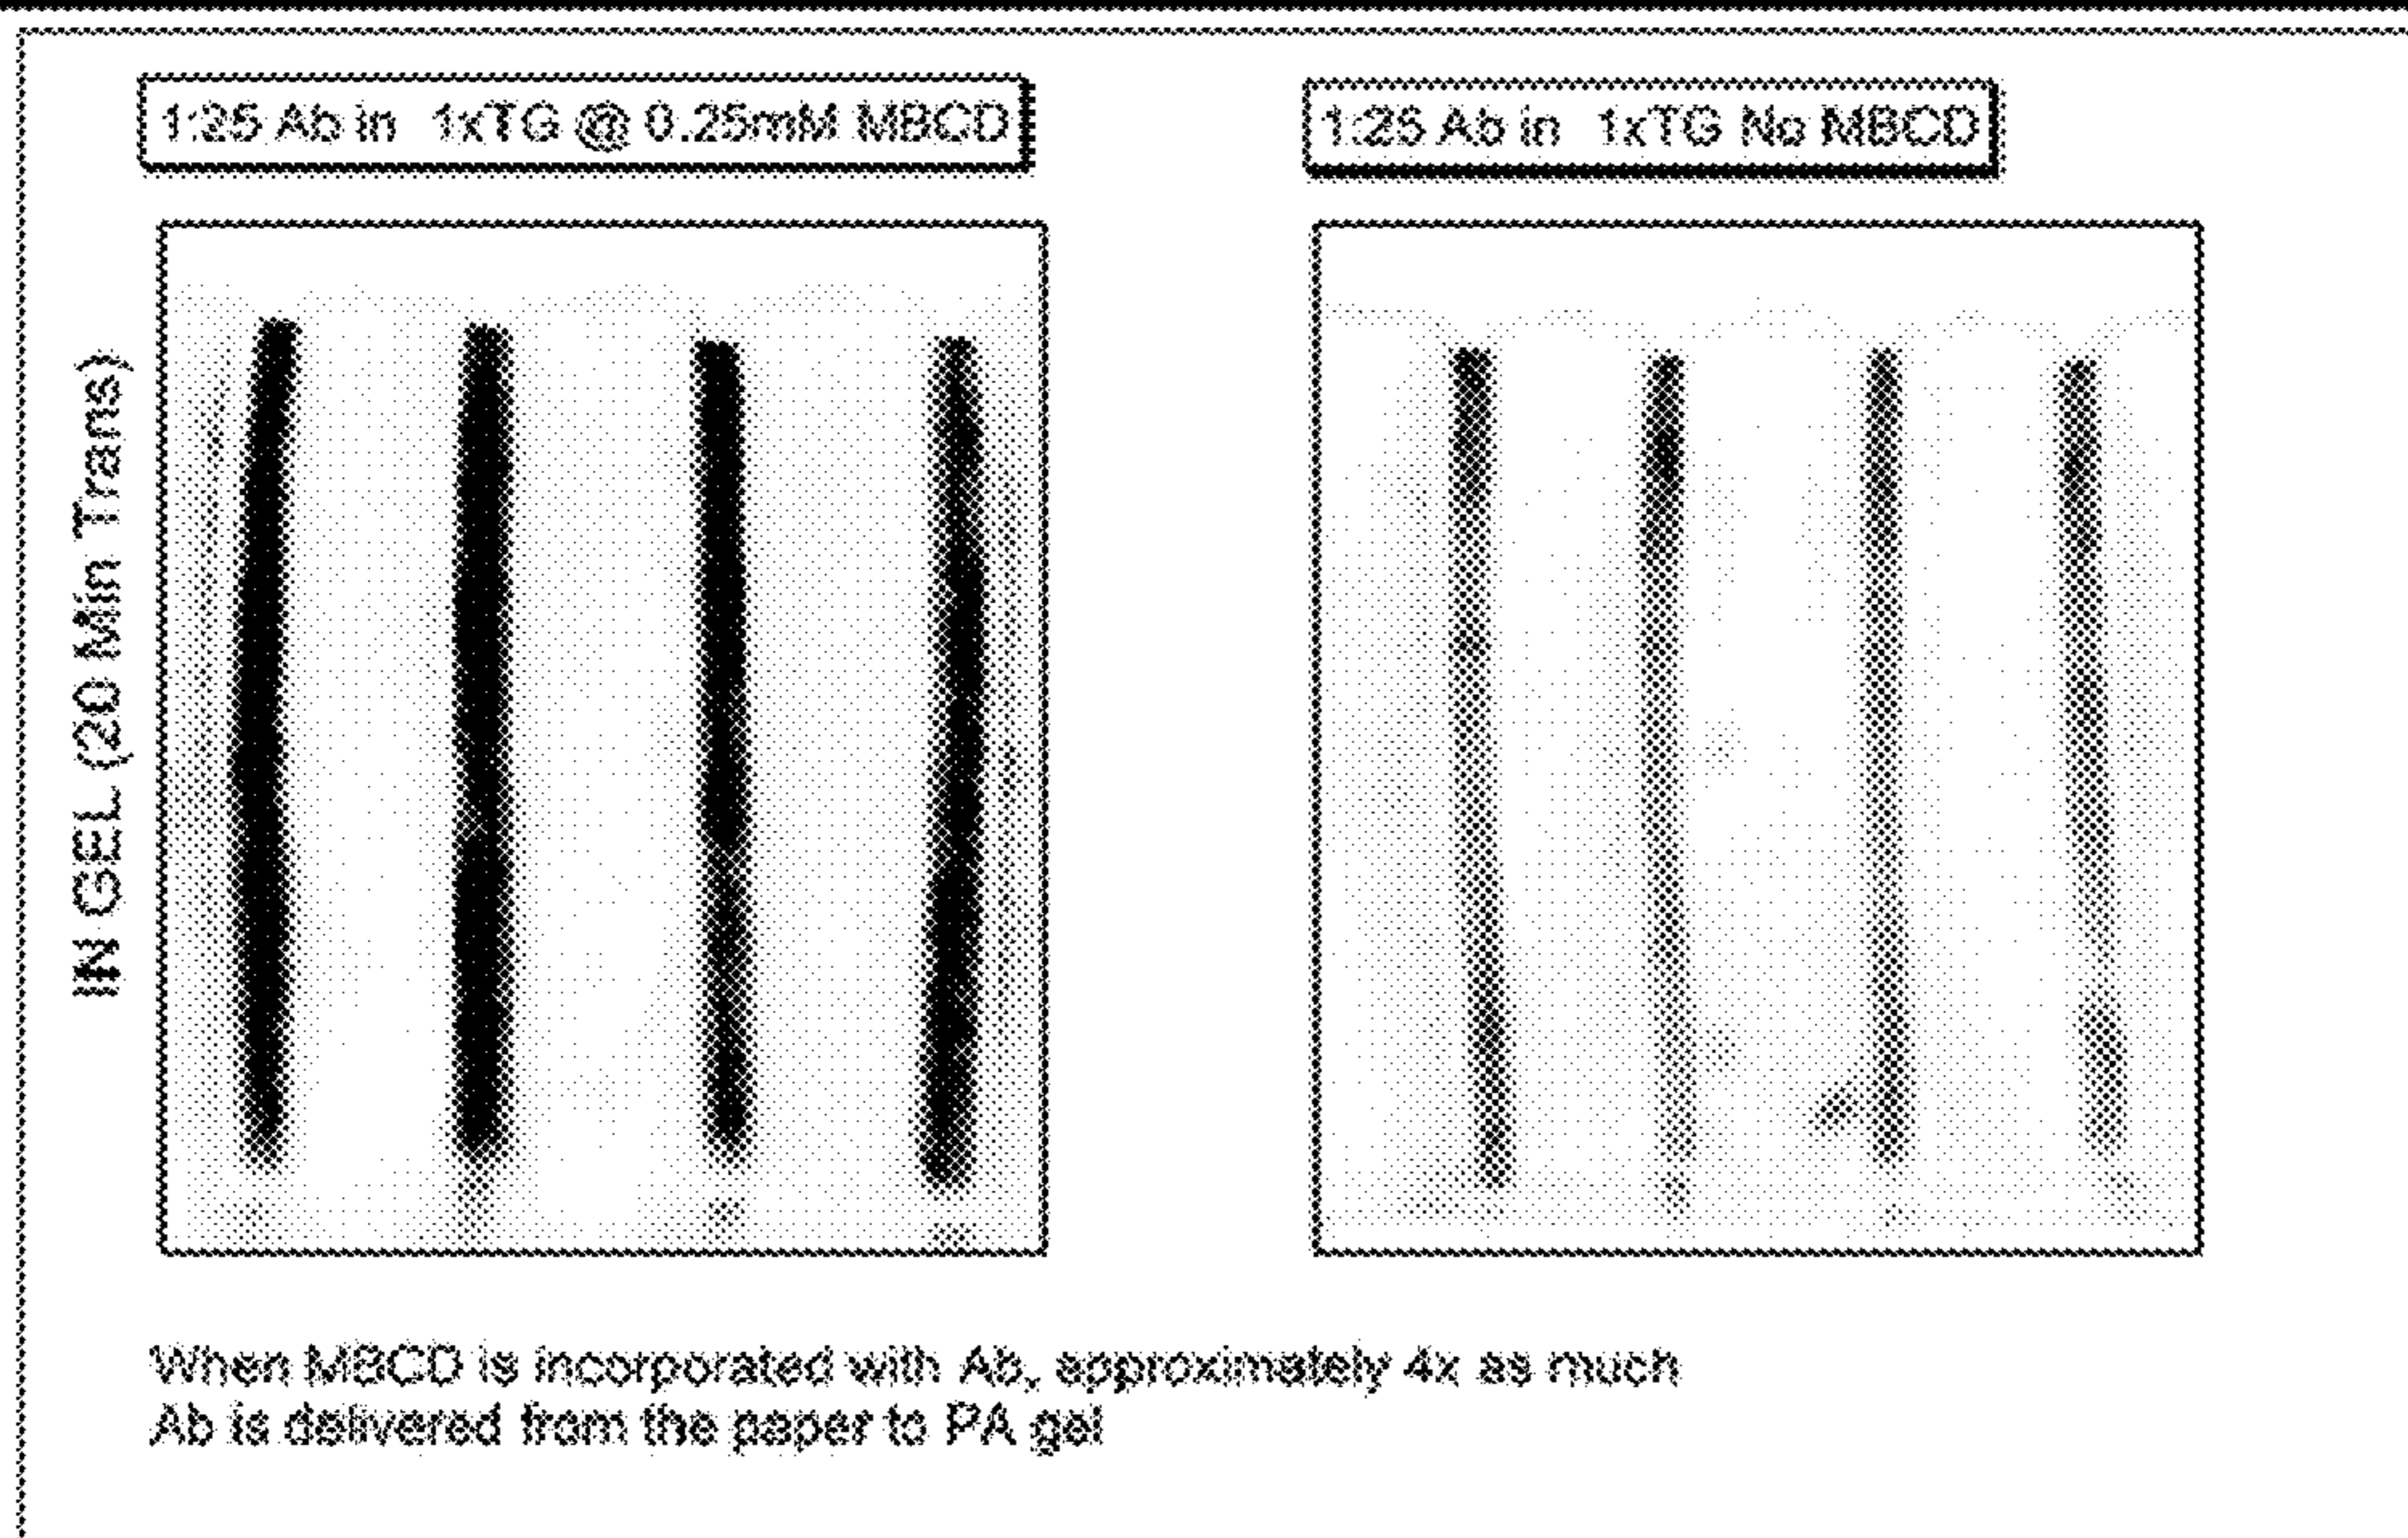 1:25 Ab in 1xTG @ 0.25mM MBCD
1:25 Ab in 1xTG No MBCD
IN GEL (20 Min Trans)
When MBCD is incorporated with Ab, approximately 4x as much
Ab is delivered from the paper to PA gel